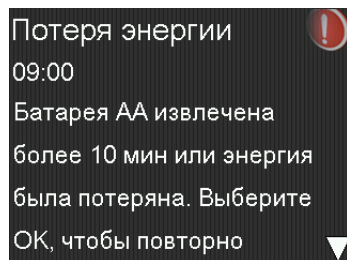 Потеря энергии
09:00
Батарея АА извлечена
более 10 мин или энергия
была потеряна. Выберите
ОК, чтобы повторно